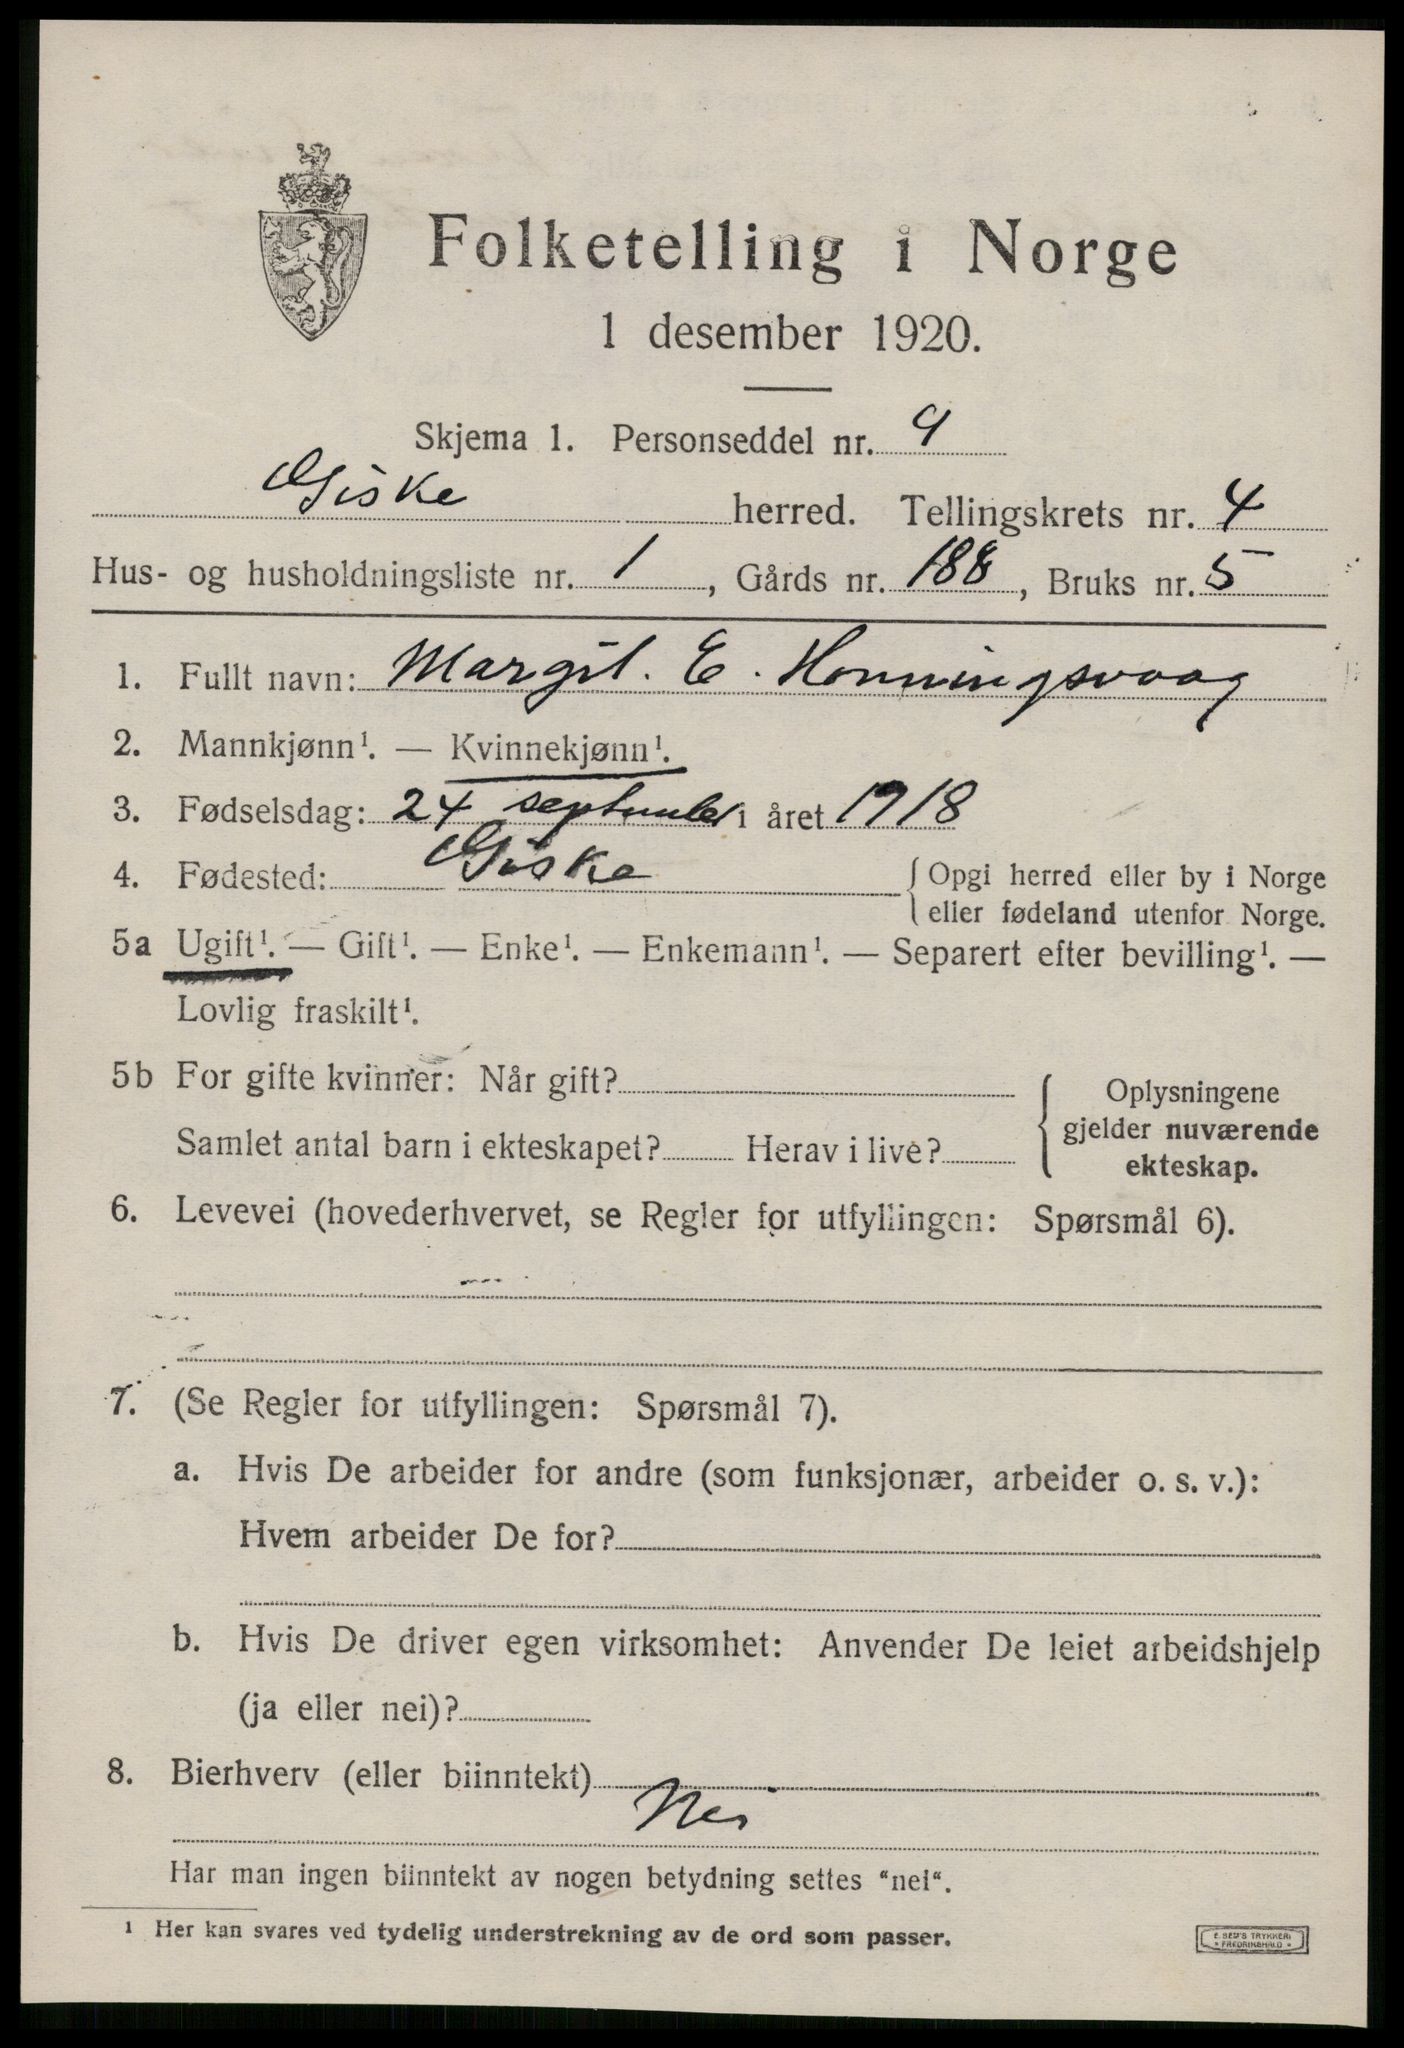 Folketelling i Norge
1 desember 1920.
Skjema 1. Personseddel nr. 9
Giske herred. Tellingskrets nr. 4
Hus- og husholdningsliste nr. 1, Gårds nr. 188, Bruks nr. 5
1. Fullt navn: Margit. E. Honningsvaag
2. Mannkjønn¹. — Kvinnekjønn¹.
3. Fødselsdag: 24 september i året 1918
4. Fødested: Giske { Opgi herred eller by i Norge
eller fødeland utenfor Norge.
5a Ugift¹. — Gift¹. — Enke¹. — Enkemann¹. — Separert efter bevilling¹. —
Lovlig fraskilt¹.
5b For gifte kvinner: Når gift?
Samlet antal barn i ekteskapet? Herav i live?
{ Oplysningene
gjelder nuværende
ekteskap.
6. Levevei (hovederhvervet, se Regler for utfyllingen: Spørsmål 6).
7. (Se Regler for utfyllingen: Spørsmål 7).
a. Hvis De arbeider for andre (som funksjonær, arbeider o. s. v.):
Hvem arbeider De for?
b. Hvis De driver egen virksomhet: Anvender De leiet arbeidshjelp
(ja eller nei)?
8. Bierhverv (eller biinntekt)
Nei
Har man ingen biinntekt av nogen betydning settes "nei".
¹ Her kan svares ved tydelig understrekning av de ord som passer.
E. SEM'S TRYKKERI
• FREDRIKSHALD •